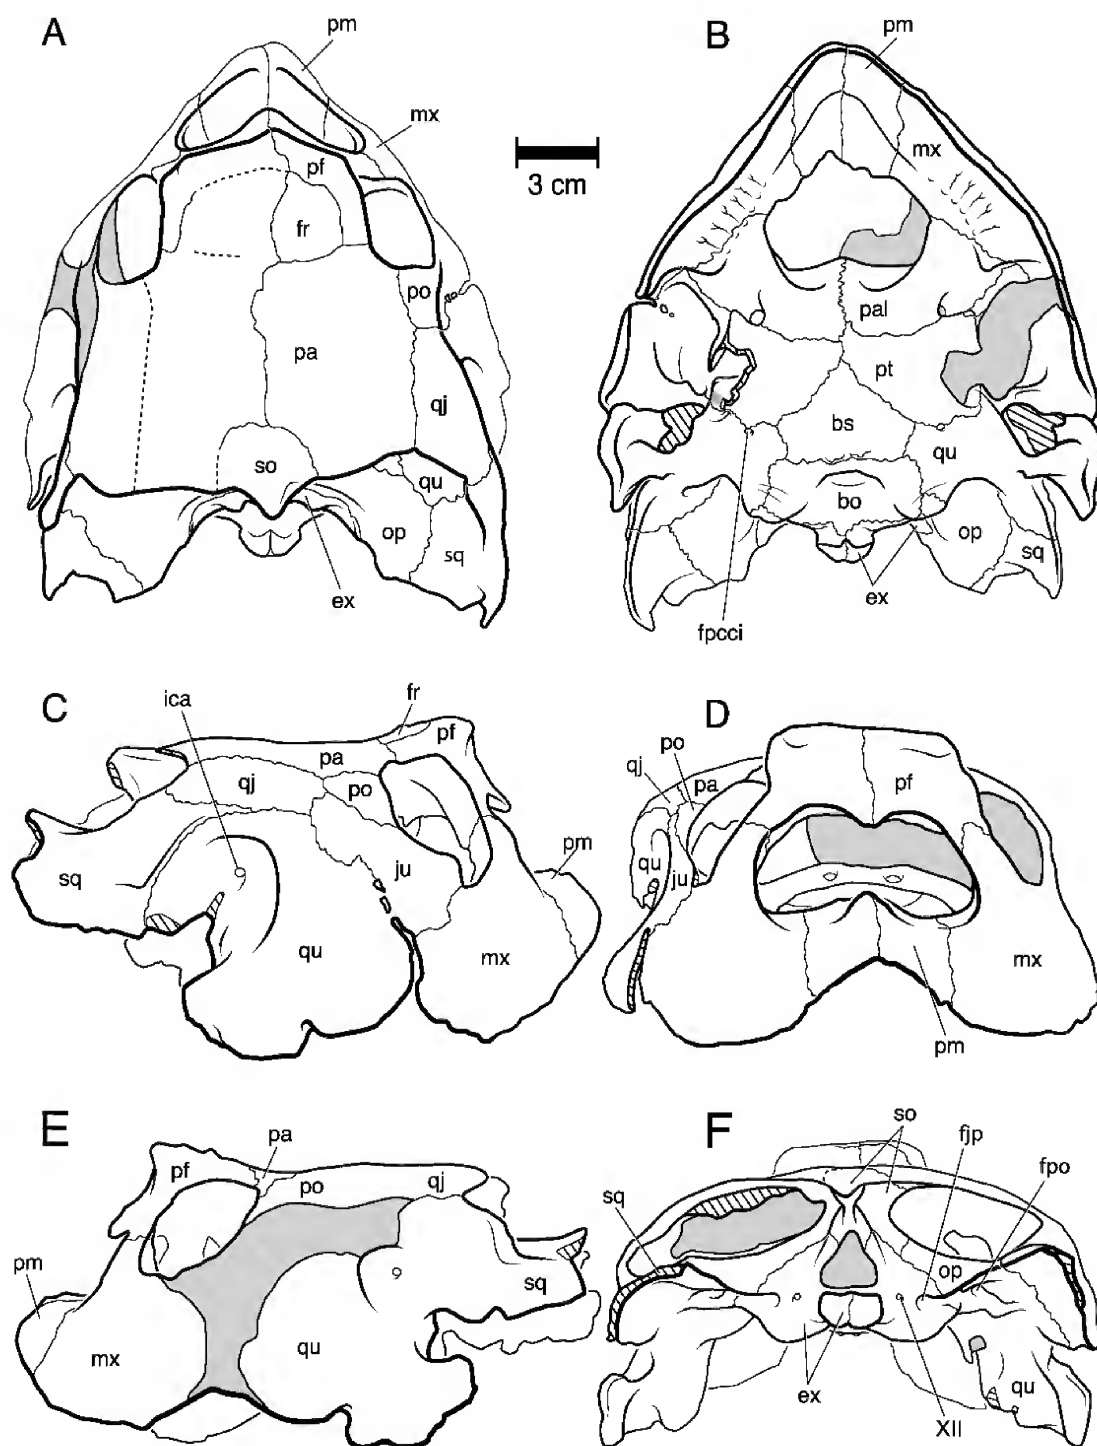 A
pm
mx
pf
fr
po
pa
qj
so
qu
op
sq
ex
3 cm
B
pm
mx
pal
pt
bs
qu
bo
op
sq
ex
fpcci
C
ica
fr
pf
pa
qj
po
pm
sq
ju
qu
mx
D
po
qj
pa
pf
qu
ju
mx
pm
E
pa
pf
po
qj
pm
sq
mx
qu
F
so
fjp
fpo
sq
op
ex
qu
XII